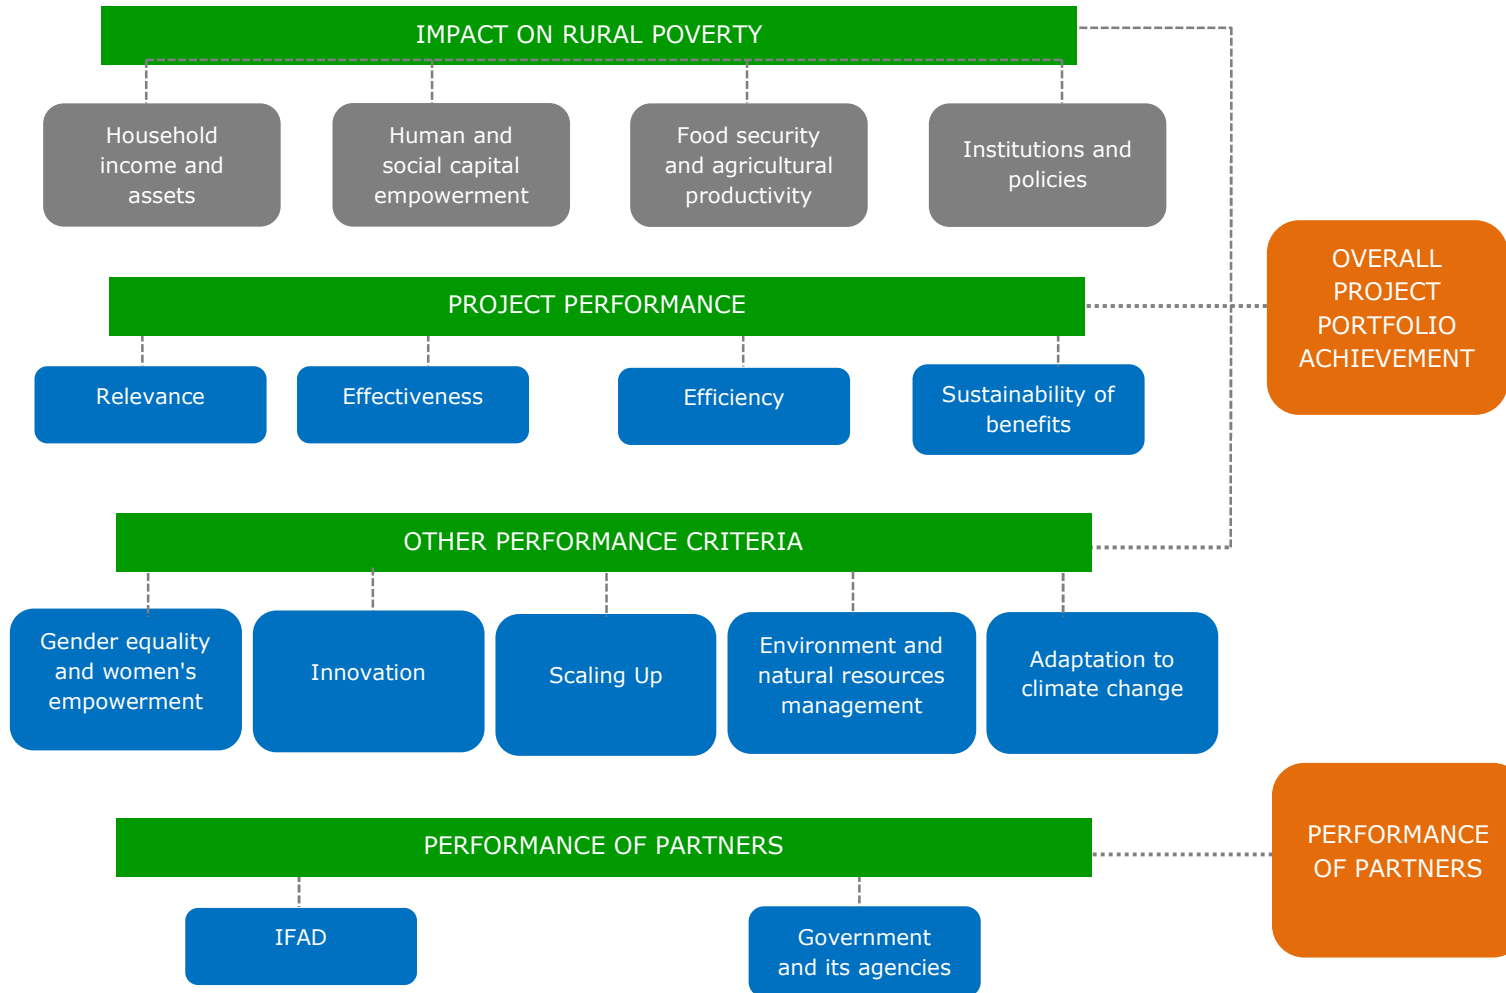 IMPACT ON RURAL POVERTY
Household
income and
assets
Human and
social capital
empowerment
Food security
and agricultural
productivity
Institutions and
policies
OVERALL
PROJECT
PORTFOLIO
ACHIEVEMENT
PROJECT PERFORMANCE
Relevance
Effectiveness
Efficiency
Sustainability of
benefits
OTHER PERFORMANCE CRITERIA
Gender equality
and women's
empowerment
Innovation
Scaling Up
Environment and
natural resources
management
Adaptation to
climate change
PERFORMANCE OF PARTNERS
PERFORMANCE
OF PARTNERS
IFAD
Government
and its agencies